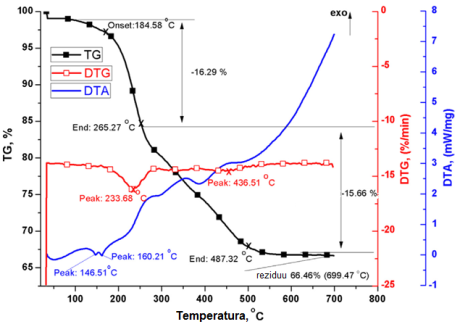 exo
Onset:184.58 °C
TG
DTG
DTA
-16.29 %
End: 265.27 °C
-15.66 %
Peak: 436.51 °C
Peak: 233.68 °C
End: 487.32 °C
Peak: 160.21 °C
Peak: 146.51°C
reziduu 66.46% (699.47 °C)
TG, %
100
95
90
85
80
75
70
65
0
-5
-10
-15
-20
-25
DTG, (%/min)
8
7
6
5
4
3
2
1
0
-1
DTA, (mW/mg)
0 100 200 300 400 500 600 700 800
Temperatura, °C